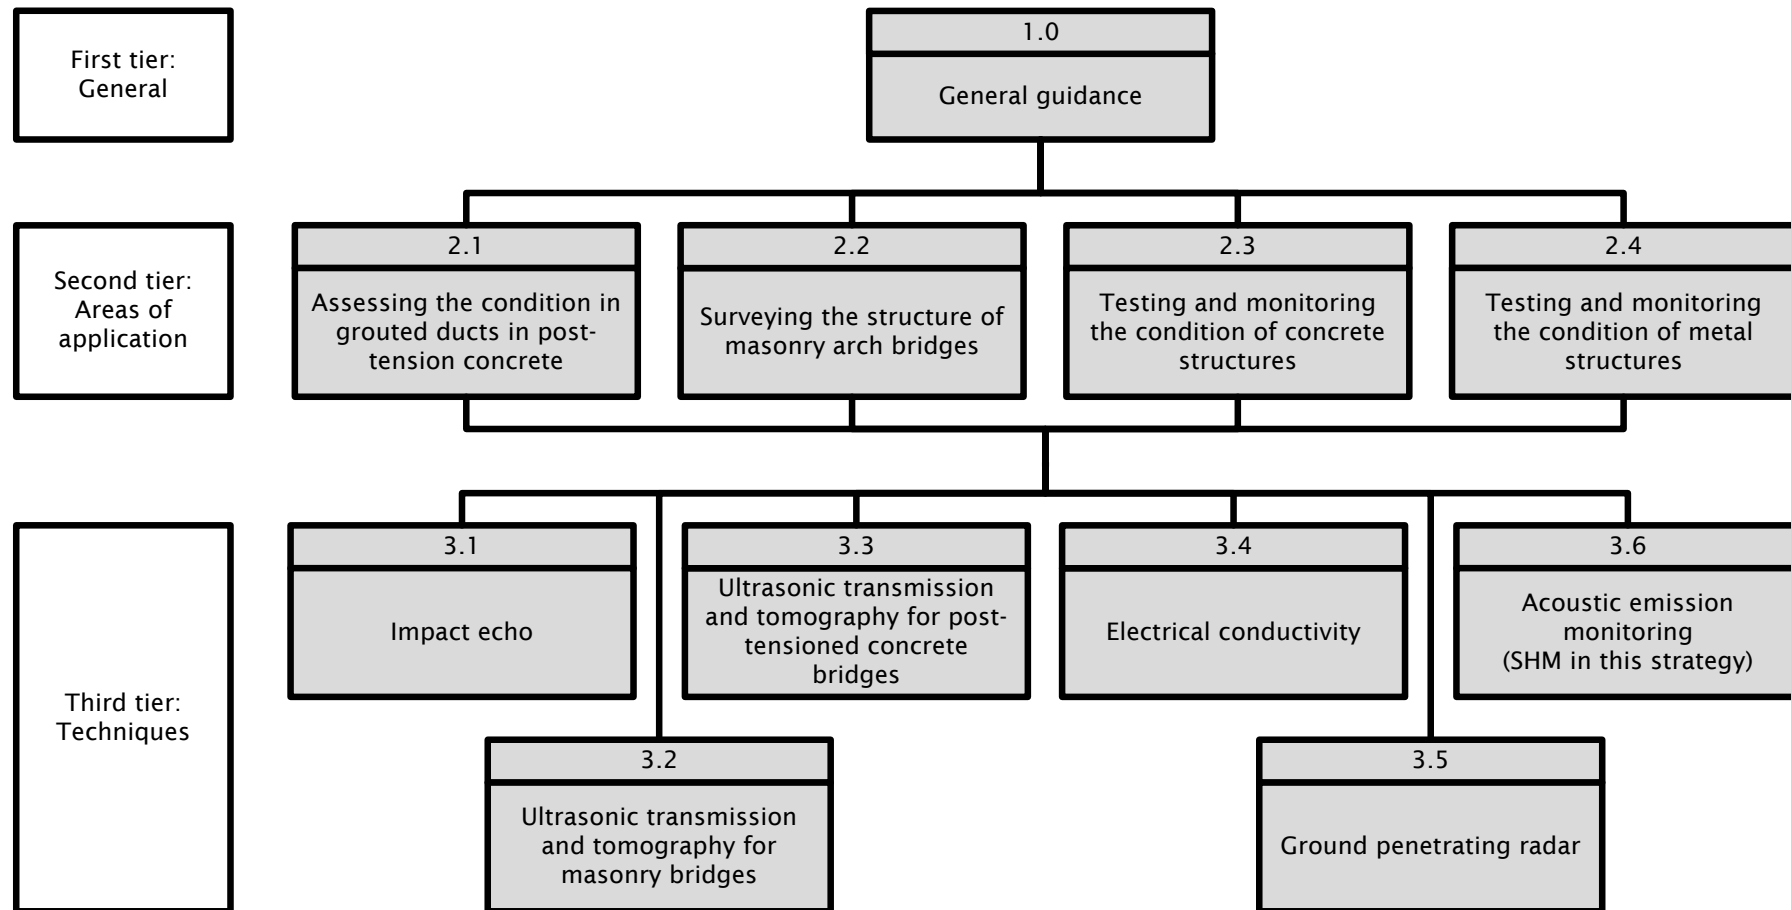 First tier:
General
1.0
General guidance
Second tier:
Areas of
application
2.1
Assessing the condition in
grouted ducts in post-
tension concrete
2.2
Surveying the structure of
masonry arch bridges
2.3
Testing and monitoring
the condition of concrete
structures
2.4
Testing and monitoring
the condition of metal
structures
Third tier:
Techniques
3.1
Impact echo
3.3
Ultrasonic transmission
and tomography for post-
tensioned concrete
bridges
3.4
Electrical conductivity
3.6
Acoustic emission
monitoring
(SHM in this strategy)
3.2
Ultrasonic transmission
and tomography for
masonry bridges
3.5
Ground penetrating radar